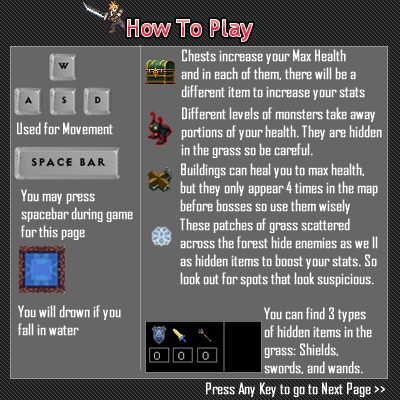 How To Play
W
A S D
Used for Movement
SPACE BAR
You may press
spacebar during game
for this page
You will drown if you
fall in water
Chests increase your Max Health
and in each of them, there will be a
different item to increase your stats
Different levels of monsters take away
portions of your health. They are hidden
in the grass so be careful.
Buildings can heal you to max health,
but they only appear 4 times in the map
before bosses so use them wisely
These patches of grass scattered
across the forest hide enemies as we ll
as hidden items to boost your stats. So
look out for spots that look suspicious.
0 0 0
You can find 3 types
of hidden items in the
grass: Shields,
swords, and wands.
Press Any Key to go to Next Page >>